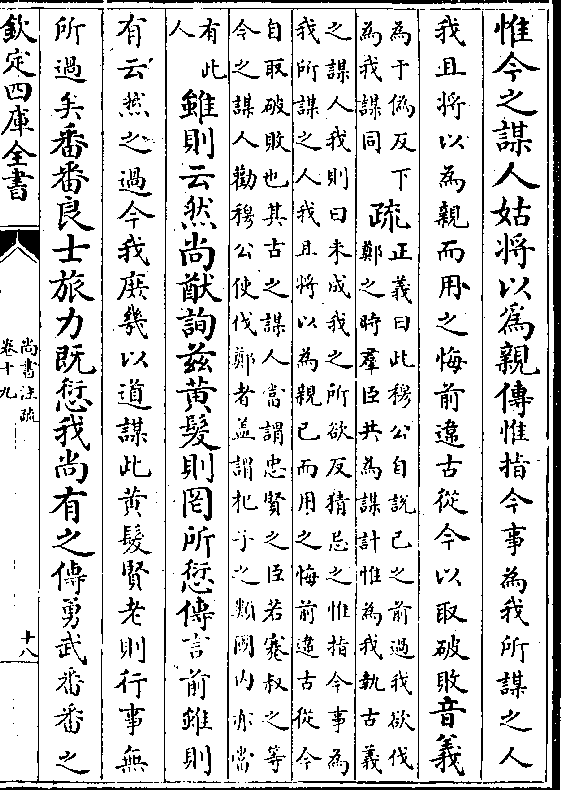 惟今之謀人姑將以為親傳惟指今事為我所謀之人
我且將以為親而用之悔前違古從今以取破敗音義
為于偽反下
為我謀同
疏
正義曰此穆公自說已之前過我欲伐
鄭之時羣臣共為謀計惟為我執古義
之謀人我則曰未成我之所欲反猜忌之惟指今事為
我所謀之人我且將以為親已而用之悔前違古從今
自取破敗也其古之謀人當謂忠賢之臣若蹇叔之等
今之謀人勸穆公使伐鄭者蓋謂杞子之類國内亦當
有此
人
雖則云然尚猷詢兹黄髮則罔所愆傳言前雖則
有云然之過今我庶幾以道謀此黄髮賢老則行事無
所過矣番番良士旅力既愆我尚有之傳勇武番番之
欽定四庫全書
尚書注疏
卷十九
十八